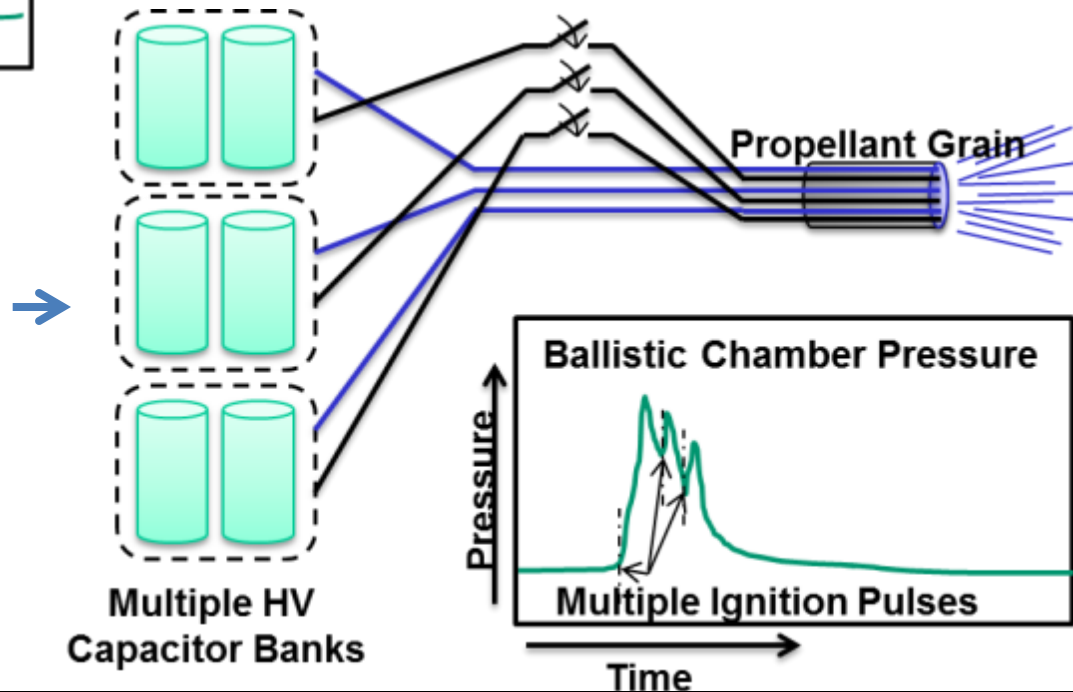 Propellant Grain
Ballistic Chamber Pressure
Pressure
Multiple Ignition Pulses
Multiple HV
Capacitor Banks
Time